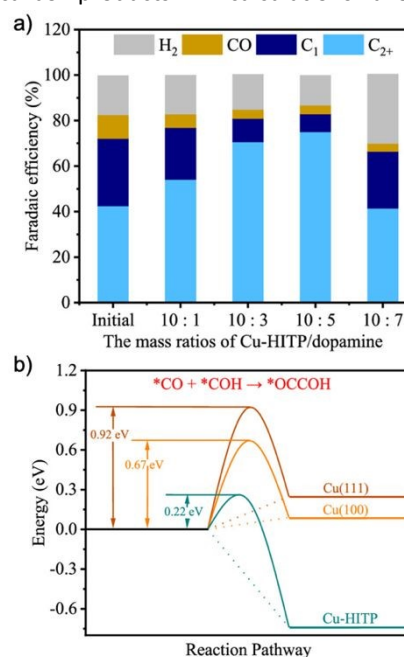 a)
120
100
80
60
40
20
0
Faradaic efficiency (%)
H₂ CO C₁ C₂₊
Initial 10 : 1 10 : 3 10 : 5 10 : 7
The mass ratios of Cu-HITP/dopamine
b)
1.2
0.9
0.6
0.3
0.0
-0.3
-0.6
Energy (eV)
*CO + *COH → *OCCOH
0.92 eV
0.67 eV
0.22 eV
Cu(111)
Cu(100)
Cu-HITP
Reaction Pathway